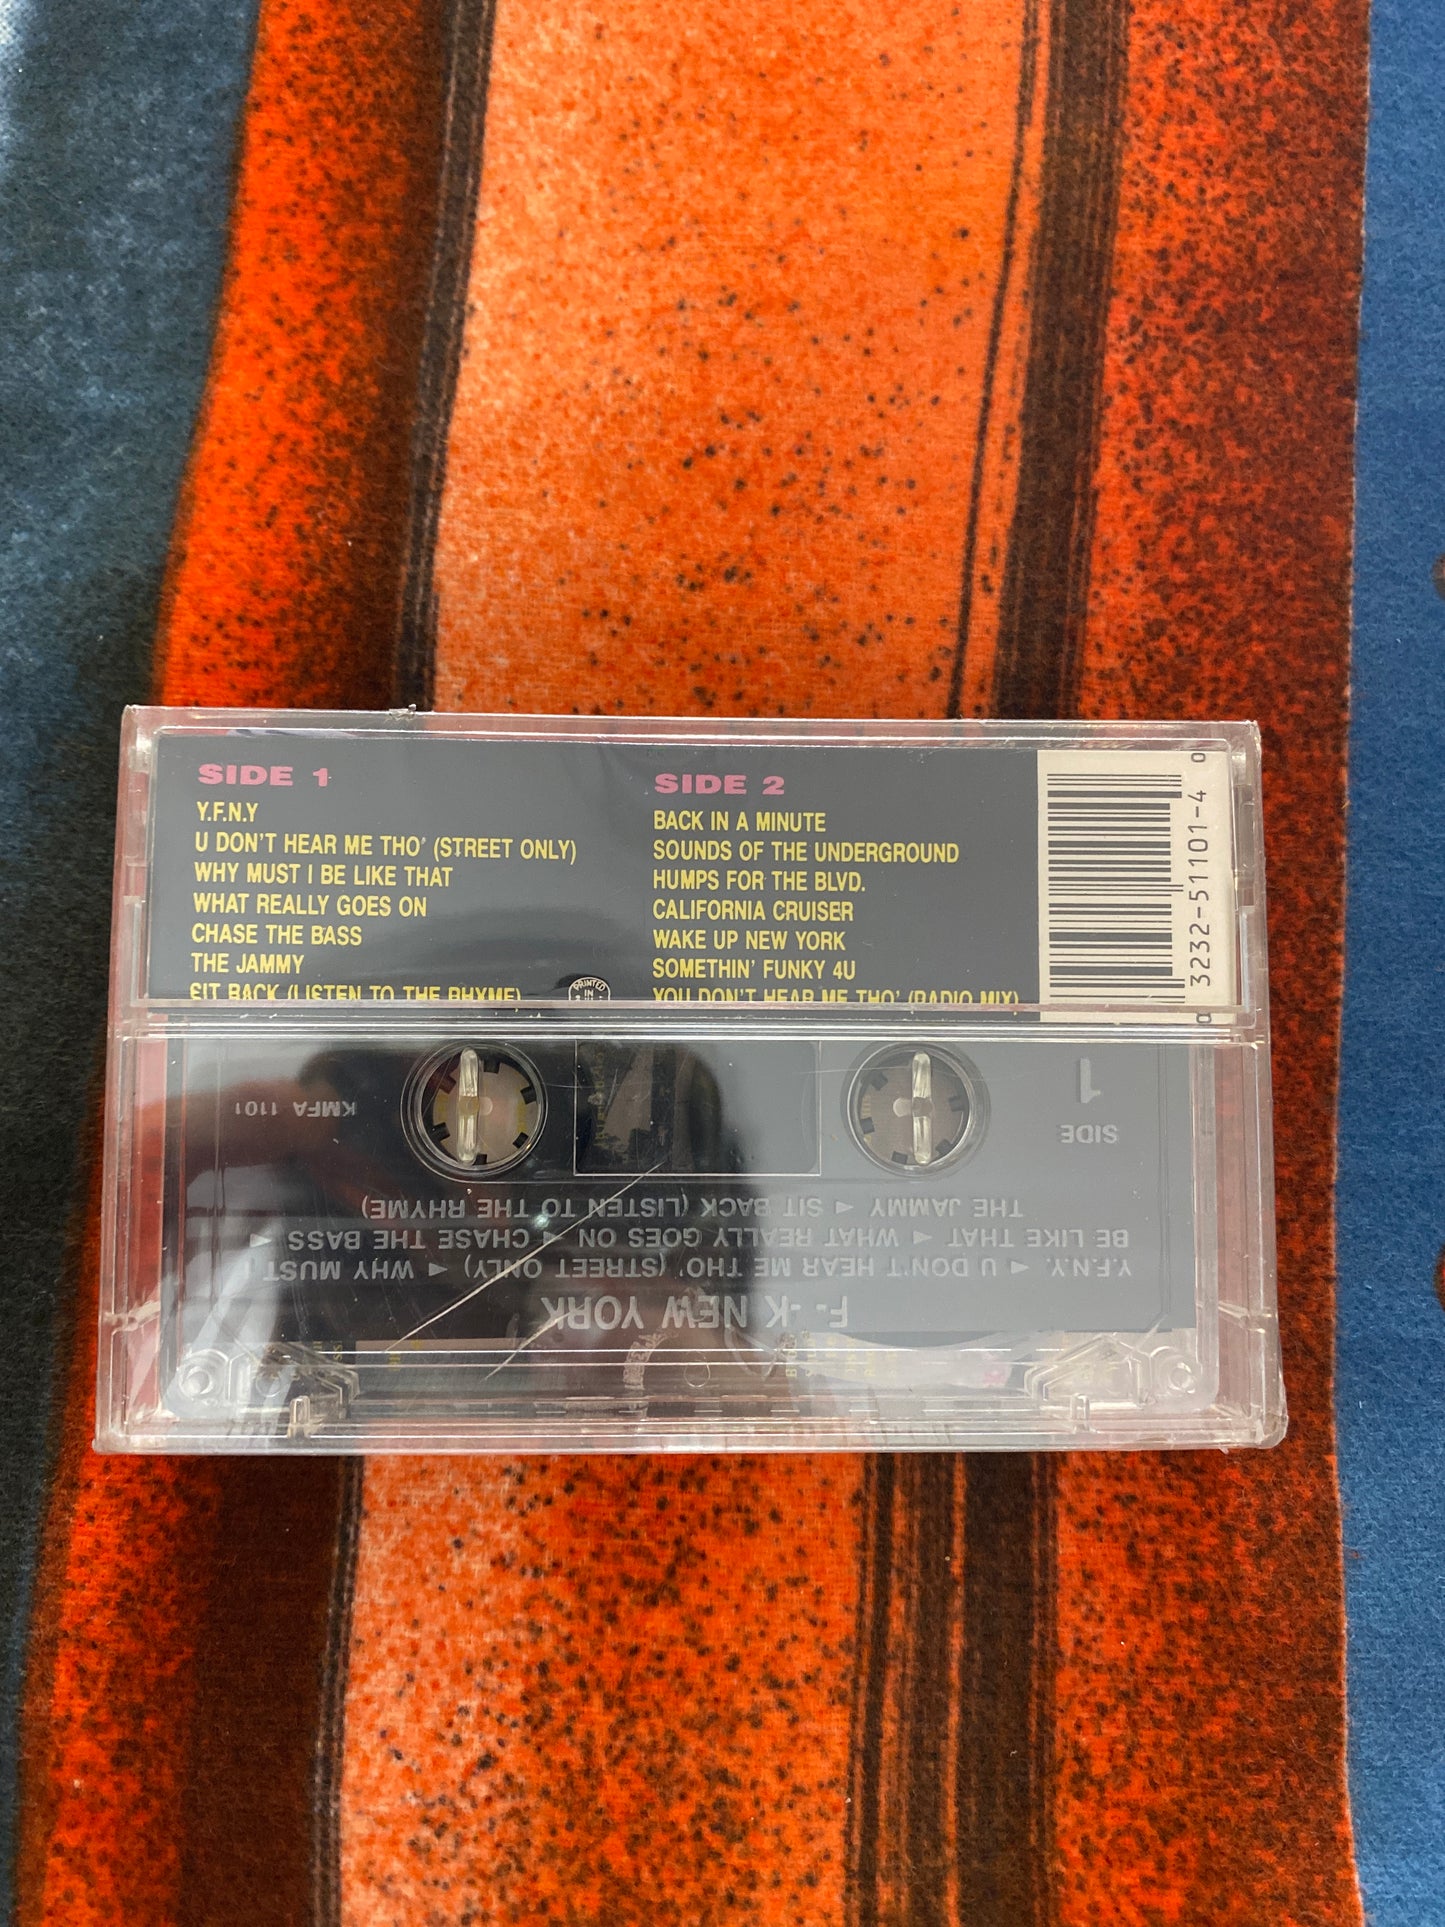 SIDE 1
Y.F.N.Y
U DON'T HEAR ME THO' (STREET ONLY)
WHY MUST I BE LIKE THAT
WHAT REALLY GOES ON
CHASE THE BASS
THE JAMMY
SIT BACK (LISTEN TO THE RHYME)
PRINTED
IN
SIDE 2
BACK IN A MINUTE
SOUNDS OF THE UNDERGROUND
HUMPS FOR THE BLVD.
CALIFORNIA CRUISER
WAKE UP NEW YORK
SOMETHIN' FUNKY 4U
YOU DON'T HEAR ME THO' (RADIO MIX)
0 3232-51101-4 0
F--K NEW YORK
Y.F.N.Y. ► U DON'T HEAR ME THO' (STREET ONLY) ► WHY MUST I
BE LIKE THAT ► WHAT REALLY GOES ON ► CHASE THE BASS ►
THE JAMMY ► SIT BACK (LISTEN TO THE RHYME)
SIDE
1
KMFA 1101